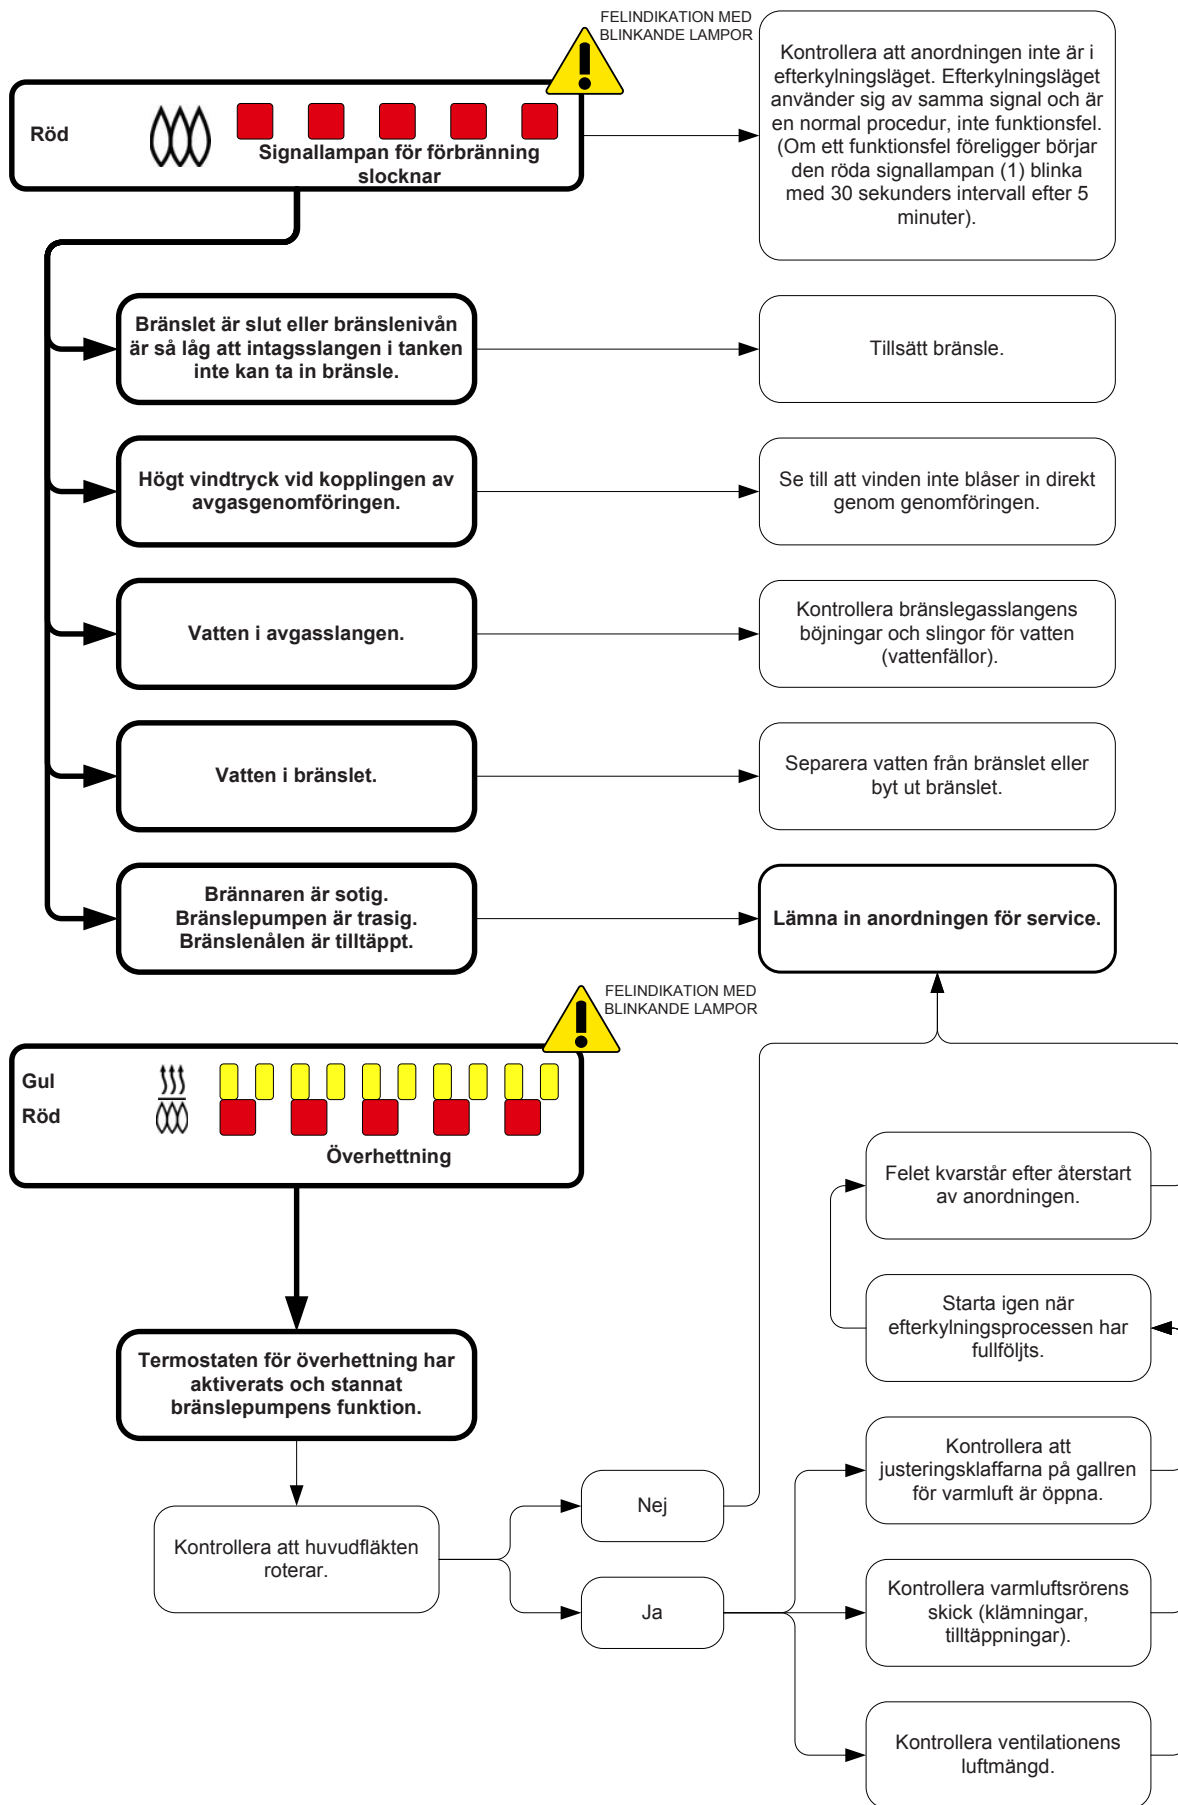 FELINDIKATION MED
BLINKANDE LAMPOR
Röd
Signallampan för förbränning
slocknar
Kontrollera att anordningen inte är i
efterkylningsläget. Efterkylningsläget
använder sig av samma signal och är
en normal procedur, inte funktionsfel.
(Om ett funktionsfel föreligger börjar
den röda signallampan (1) blinka
med 30 sekunders intervall efter 5
minuter).
Bränslet är slut eller bränslenivån
är så låg att intagsslangen i tanken
inte kan ta in bränsle.
Tillsätt bränsle.
Högt vindtryck vid kopplingen av
avgasgenomföringen.
Se till att vinden inte blåser in direkt
genom genomföringen.
Vatten i avgasslangen.
Kontrollera bränslegasslangens
böjningar och slingor för vatten
(vattenfällor).
Vatten i bränslet.
Separera vatten från bränslet eller
byt ut bränslet.
Brännaren är sotig.
Bränslepumpen är trasig.
Bränslenålen är tilltäppt.
Lämna in anordningen för service.
FELINDIKATION MED
BLINKANDE LAMPOR
Gul
Röd
Överhettning
Felet kvarstår efter återstart
av anordningen.
Starta igen när
efterkylningsprocessen har
fullföljts.
Termostaten för överhettning har
aktiverats och stannat
bränslepumpens funktion.
Kontrollera att
justeringsklaffarna på gallren
för varmluft är öppna.
Nej
Kontrollera att huvudfläkten
roterar.
Ja
Kontrollera varmluftsrörens
skick (klämningar,
tilltäppningar).
Kontrollera ventilationens
luftmängd.